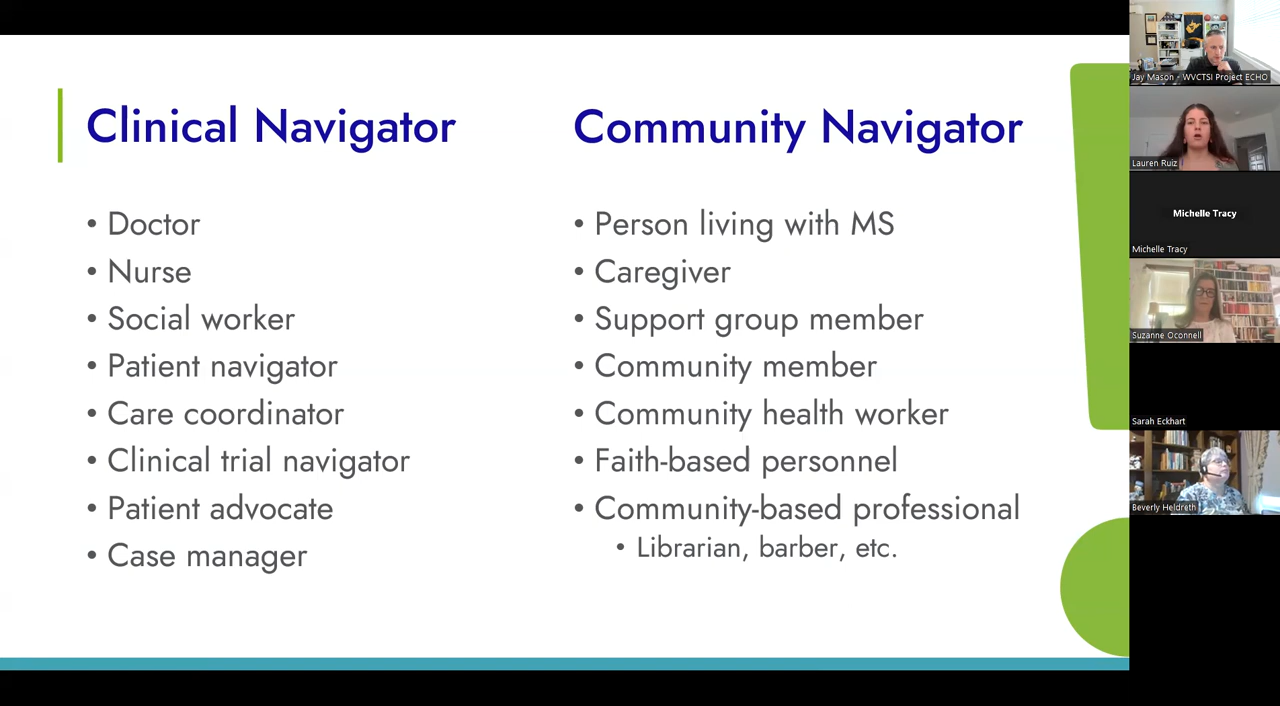 Clinical Navigator
• Doctor
• Nurse
• Social worker
• Patient navigator
• Care coordinator
• Clinical trial navigator
• Patient advocate
• Case manager
Community Navigator
• Person living with MS
• Caregiver
• Support group member
• Community member
• Community health worker
• Faith-based personnel
• Community-based professional
• Librarian, barber, etc.
Jay Mason - WVCTSI Project ECHO
Lauren Ruiz
Michelle Tracy
Michelle Tracy
Suzanne Oconnell
Sarah Eckhart
Beverly Heldreth